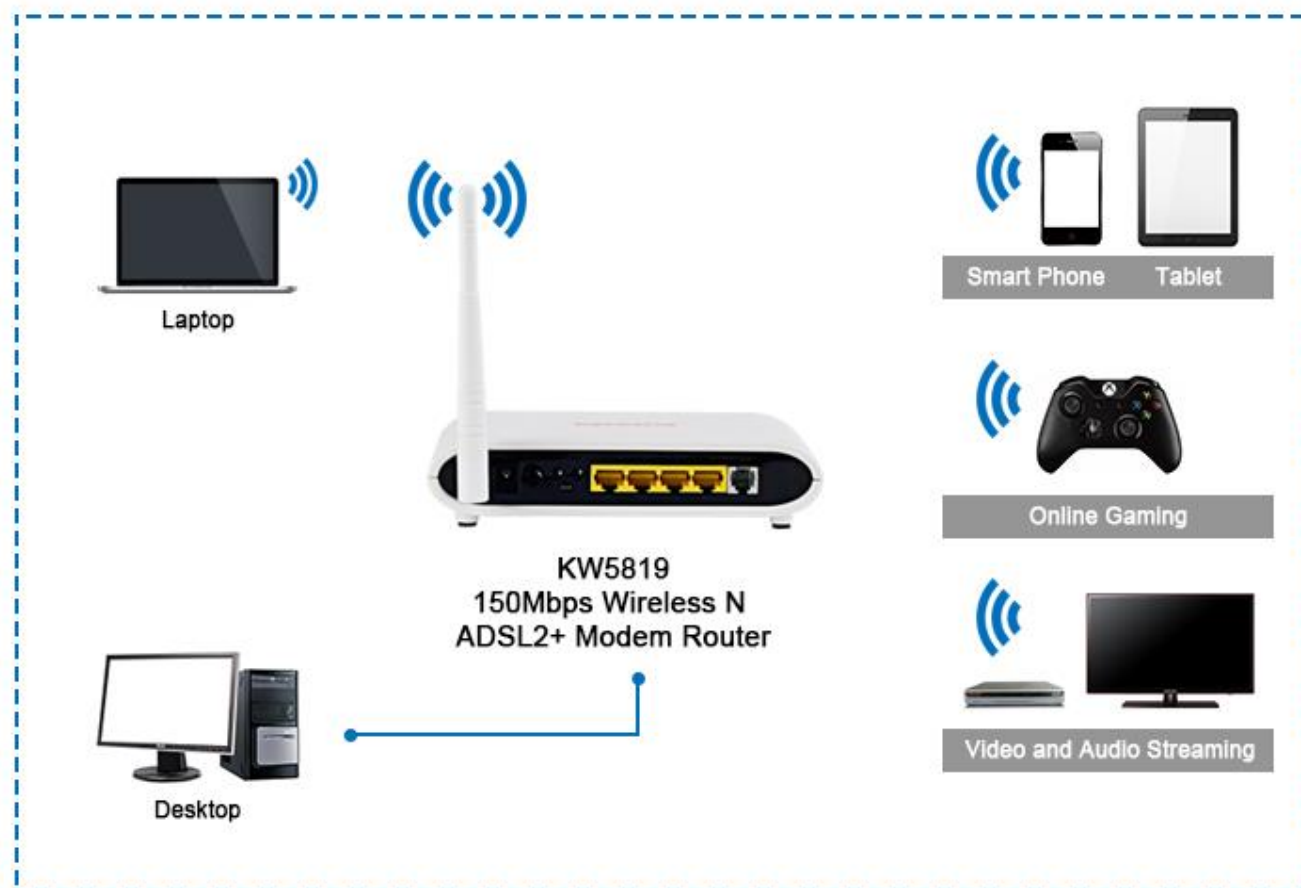 Laptop
Smart Phone Tablet
Online Gaming
KW5819
150Mbps Wireless N
ADSL2+ Modem Router
Video and Audio Streaming
Desktop